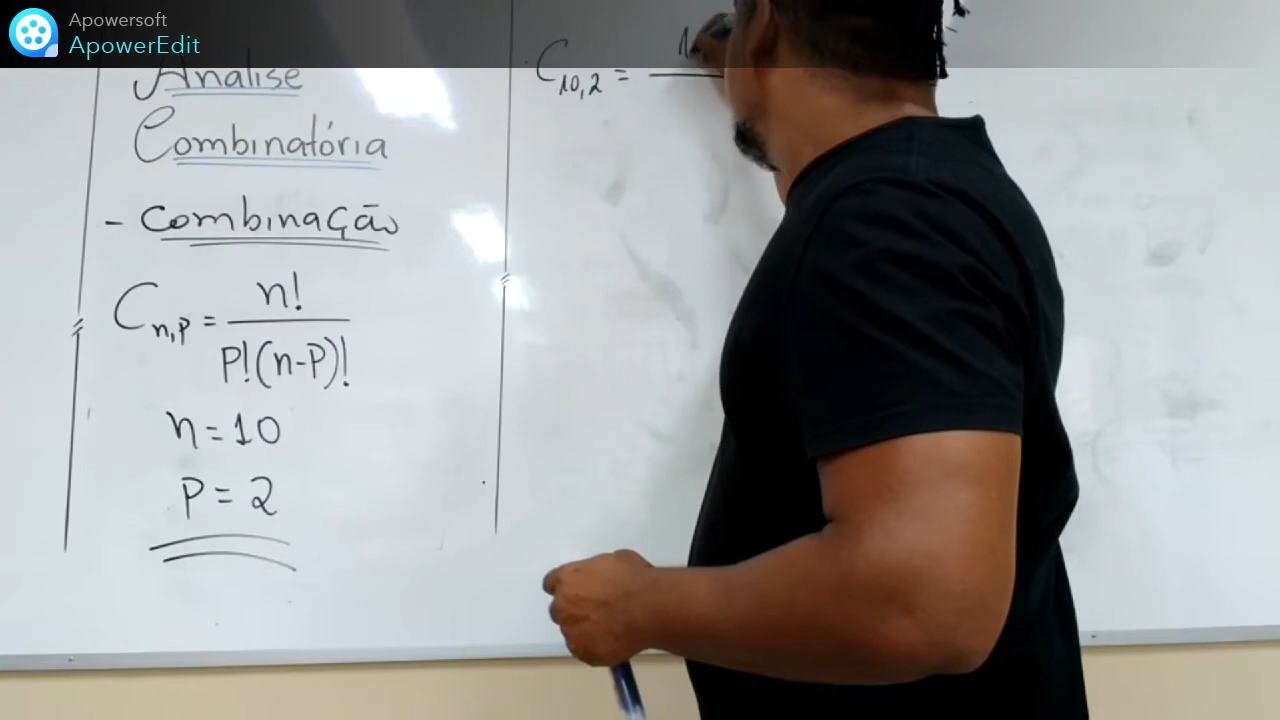 Apowersoft
ApowerEdit
Análise
Combinatória
- Combinação
C n,p = n! / P!(n-P)!
n=10
P=2
C 10,2 =